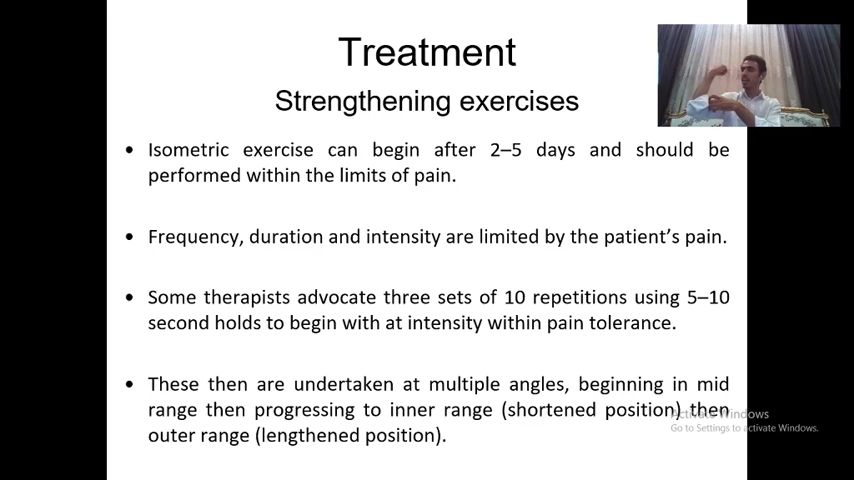 Treatment
Strengthening exercises
• Isometric exercise can begin after 2–5 days and should be
performed within the limits of pain.
• Frequency, duration and intensity are limited by the patient’s pain.
• Some therapists advocate three sets of 10 repetitions using 5–10
second holds to begin with at intensity within pain tolerance.
• These then are undertaken at multiple angles, beginning in mid
range then progressing to inner range (shortened position) then
outer range (lengthened position).
Activate Windows
Go to Settings to activate Windows.